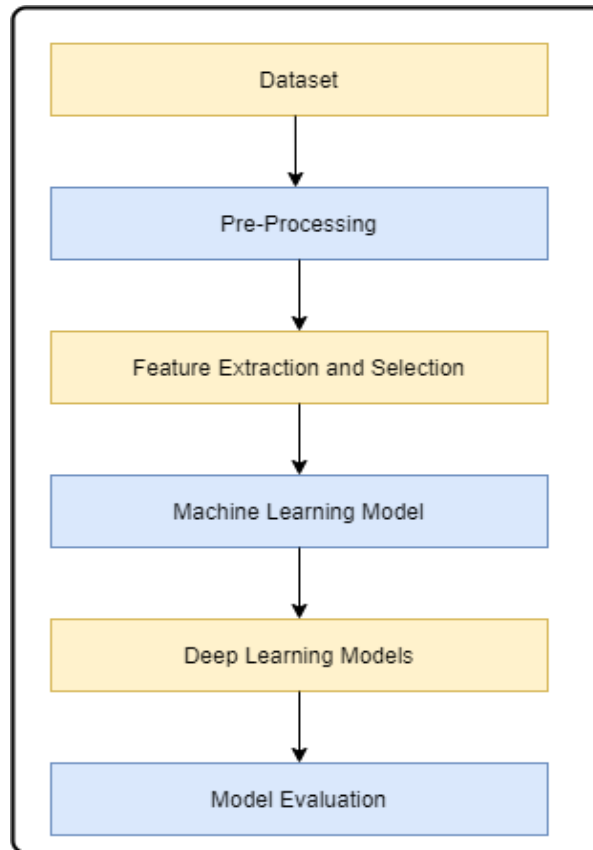 Dataset
Pre-Processing
Feature Extraction and Selection
Machine Learning Model
Deep Learning Models
Model Evaluation